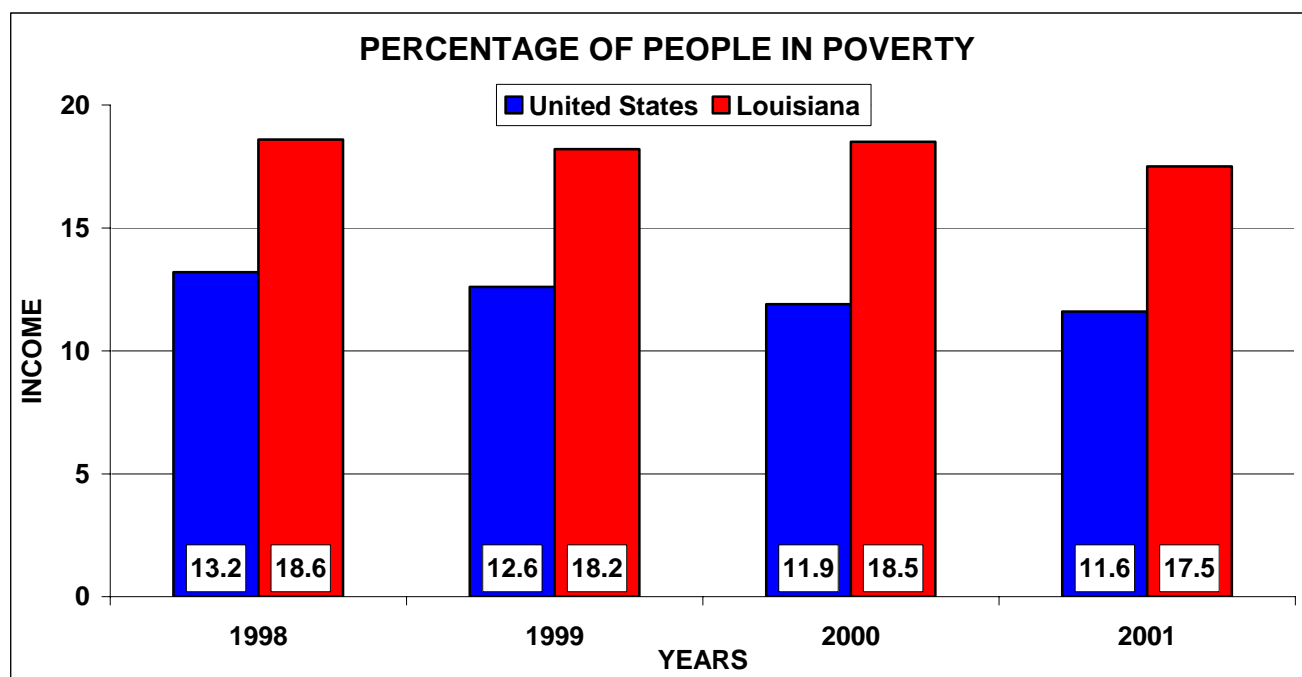 PERCENTAGE OF PEOPLE IN POVERTY
United States Louisiana
20
15
10
5
0
INCOME
13.2 18.6 12.6 18.2 11.9 18.5 11.6 17.5
1998 1999 2000 2001
YEARS